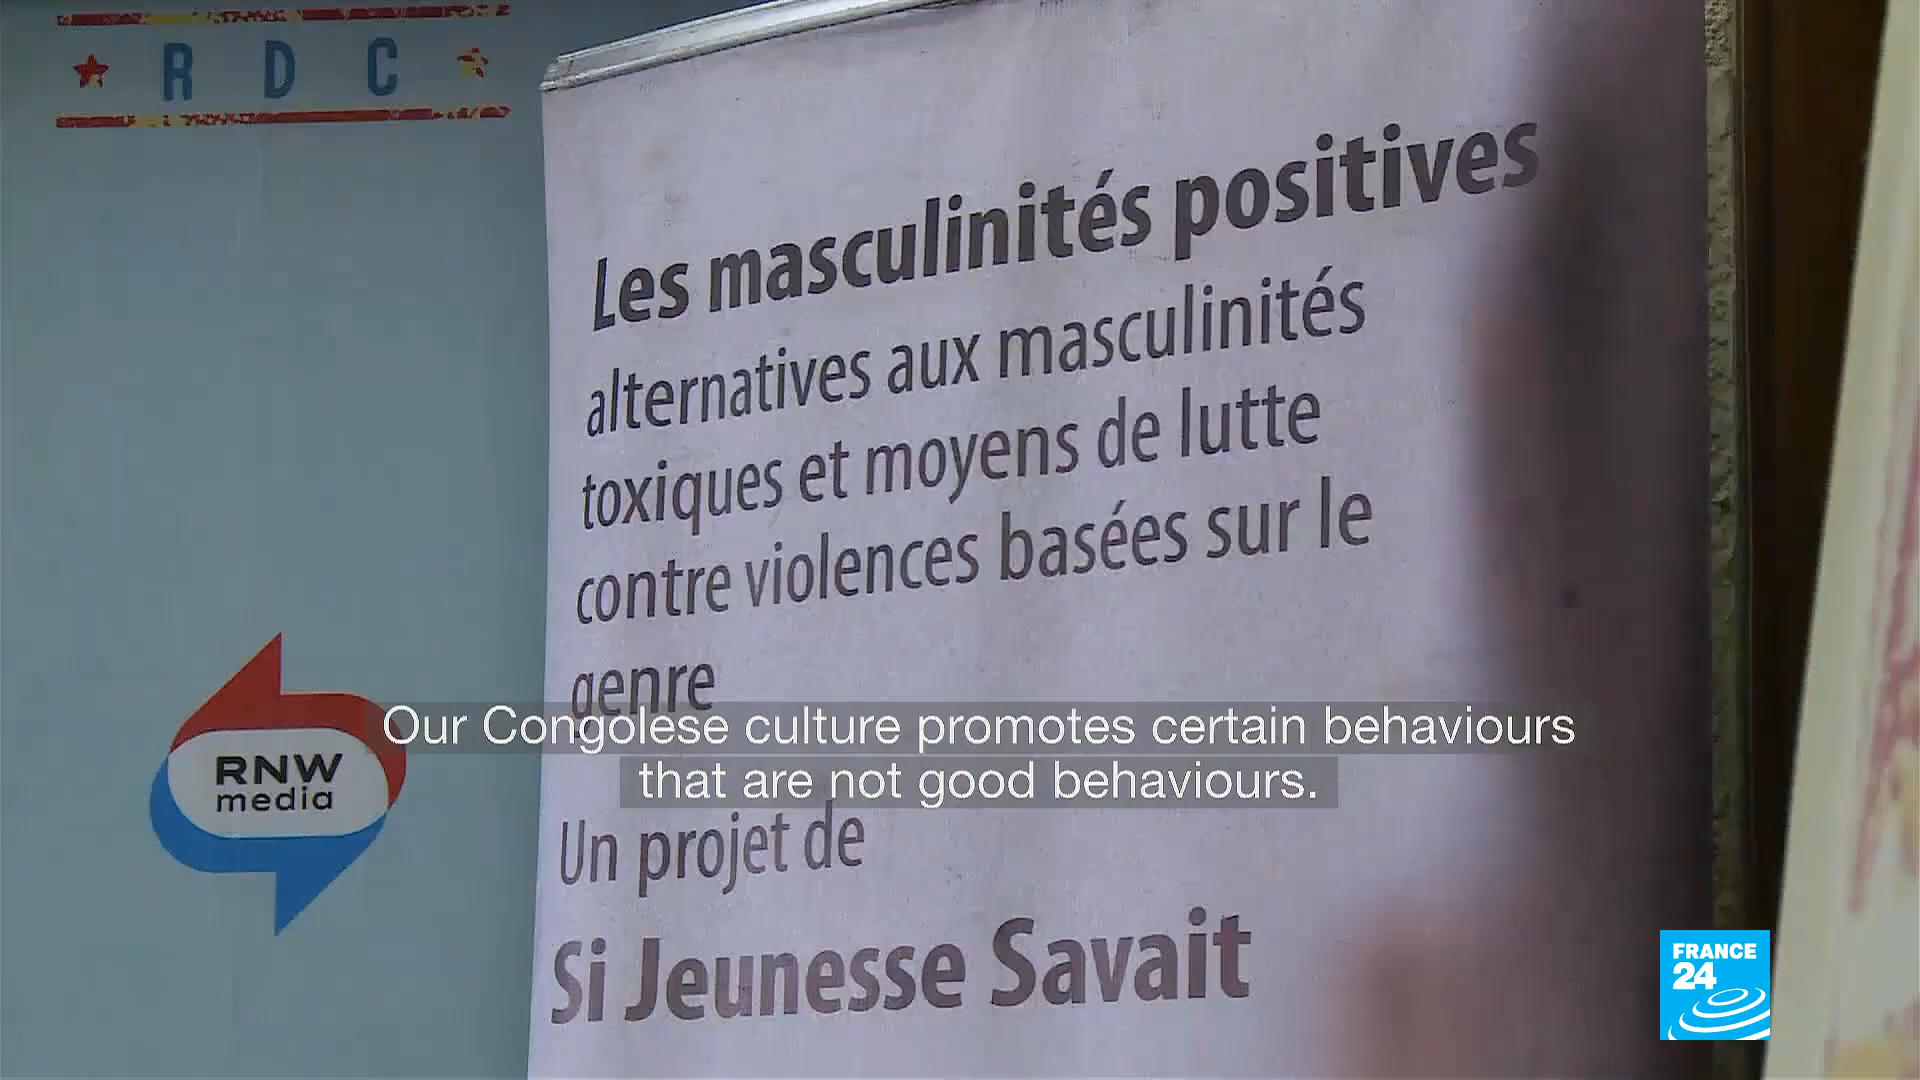 RDC
Les masculinités positives
alternatives aux masculinités
toxiques et moyens de lutte
contre violences basées sur le
genre
Our Congolese culture promotes certain behaviours
that are not good behaviours.
RNW
media
Un projet de
Si Jeunesse Savait
FRANCE
24